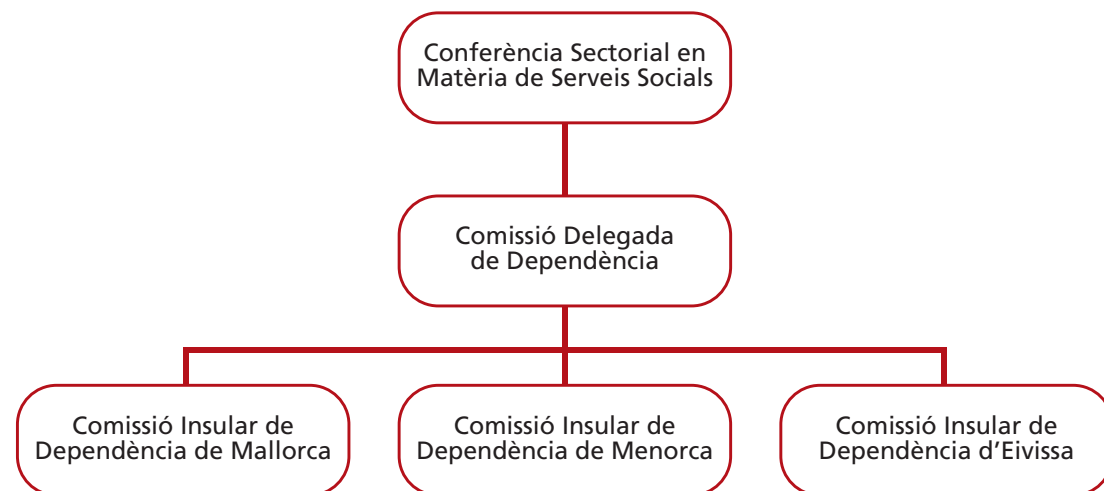 Conferència Sectorial en
Matèria de Serveis Socials
Comissió Delegada
de Dependència
Comissió Insular de
Dependència de Mallorca
Comissió Insular de
Dependència de Menorca
Comissió Insular de
Dependència d'Eivissa